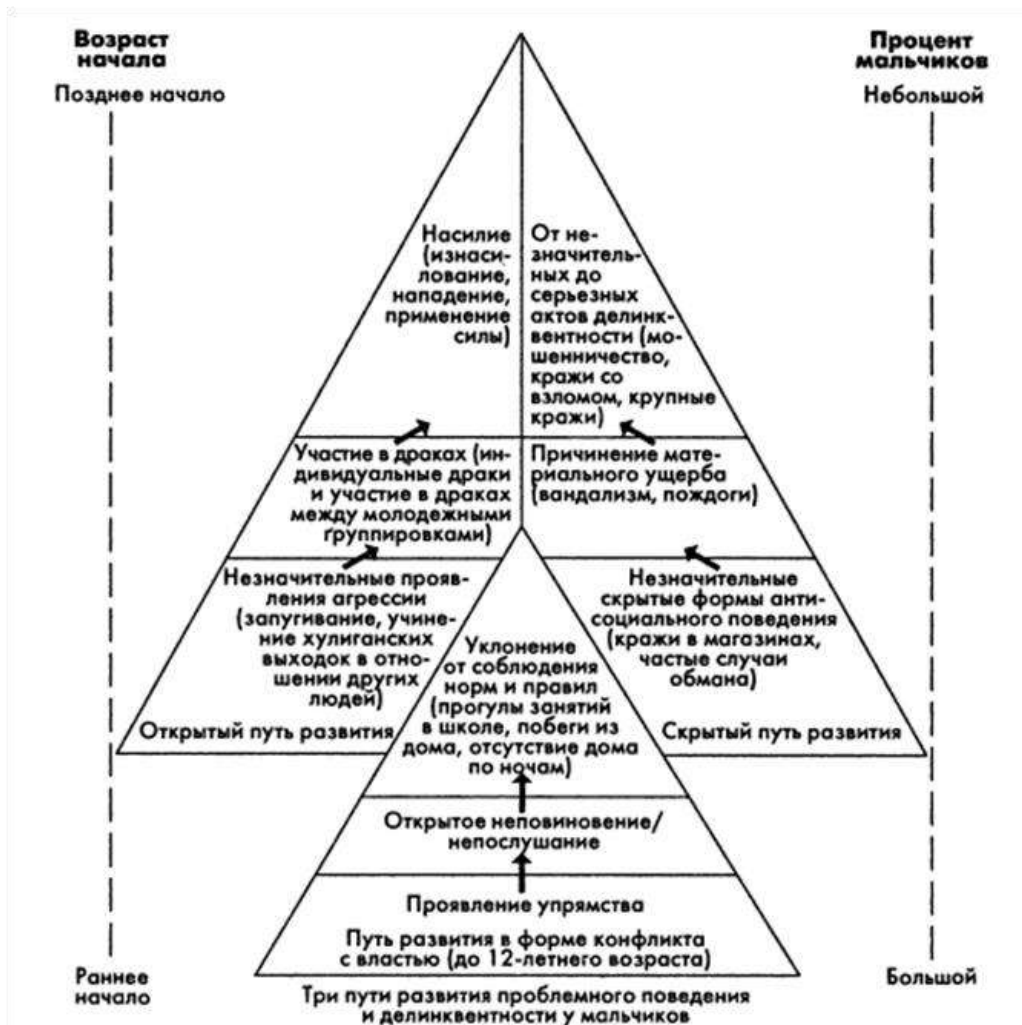 Возраст
начала
Позднее начало
Процент
мальчиков
Небольшой
Насилие
(изнаси-
лование,
нападение,
применение
силы)
От не-
значитель-
ных до
серьезных
актов делинк-
вентности (мо-
шенничество,
кражи со
взломом, крупные
кражи)
Участие в драках (ин-
дивидуальные драки
и участие в драках
между молодежными
группировками)
Причинение мате-
риального ущерба
(вандализм, пождоги)
Незначительные прояв-
ления агрессии
(запугивание, учине-
ние хулиганских
выходок в отно-
шении других
людей)
Открытый путь развития
Незначительные
скрытые формы анти-
социального поведения
(кражи в магазинах,
частые случаи
обмана)
Скрытый путь развития
Уклонение
от соблюдения
норм и правил
(прогулы занятий
в школе, побеги из
дома, отсутствие дома
по ночам)
Открытое неповиновение/
непослушание
Проявление упрямства
Путь развития в форме конфликта
с властью (до 12-летнего возраста)
Раннее
начало
Большой
Три пути развития проблемного поведения
и делинквентности у мальчиков